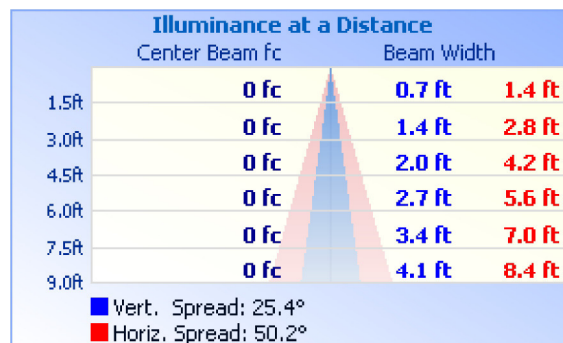 Illuminance at a Distance
Center Beam fc Beam Width
0 fc 0.7 ft 1.4 ft
1.5ft
0 fc 1.4 ft 2.8 ft
3.0ft
0 fc 2.0 ft 4.2 ft
4.5ft
0 fc 2.7 ft 5.6 ft
6.0ft
0 fc 3.4 ft 7.0 ft
7.5ft
0 fc 4.1 ft 8.4 ft
9.0ft
Vert. Spread: 25.4°
Horiz. Spread: 50.2°